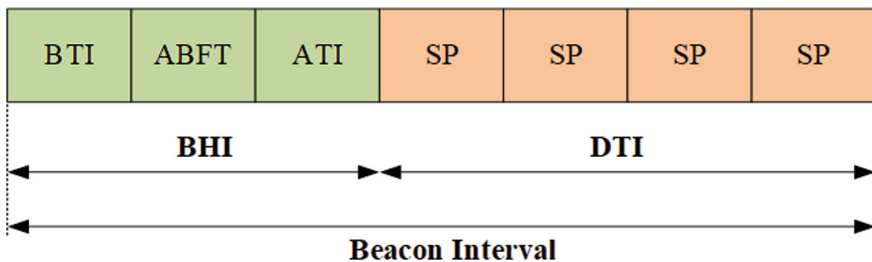 BTI ABFT ATI SP SP SP SP
BHI DTI
Beacon Interval